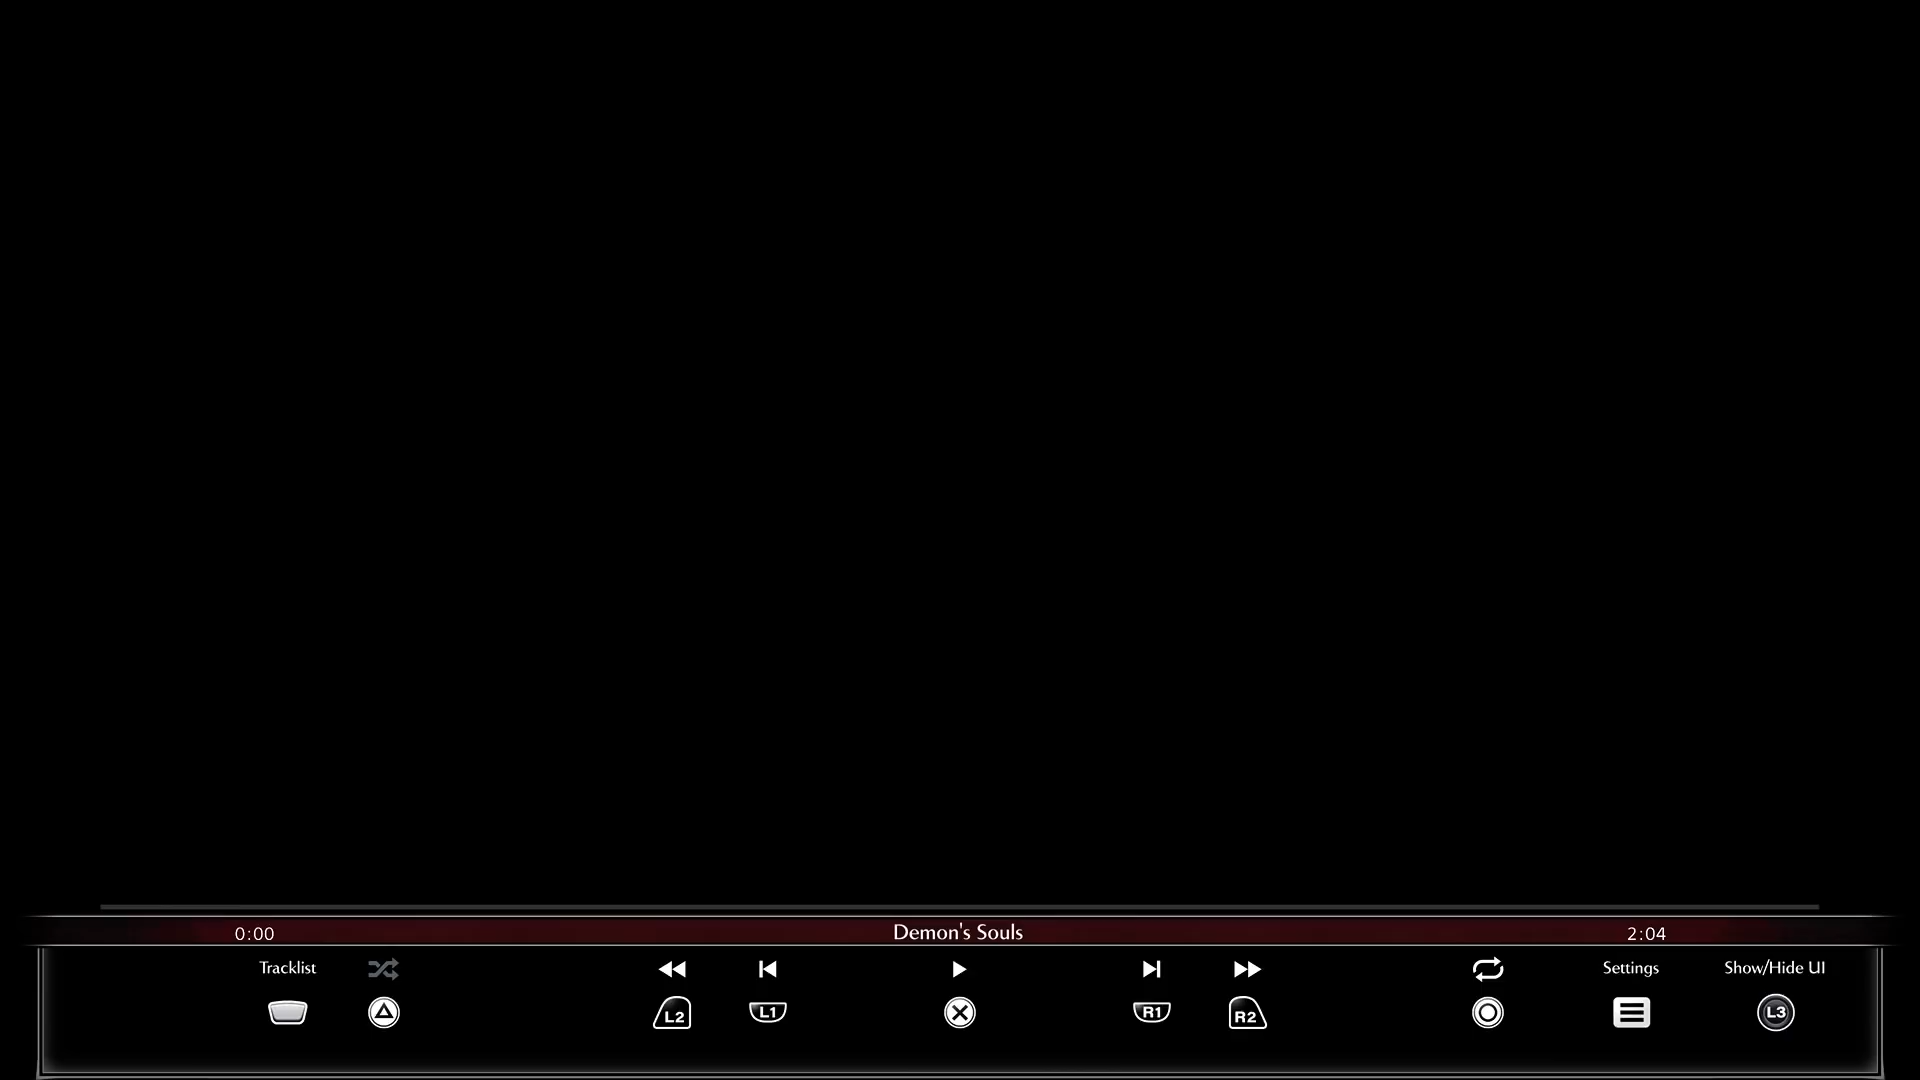 0:00 Demon's Souls 2:04
Tracklist Settings Show/Hide UI
L2 L1 R1 R2 L3